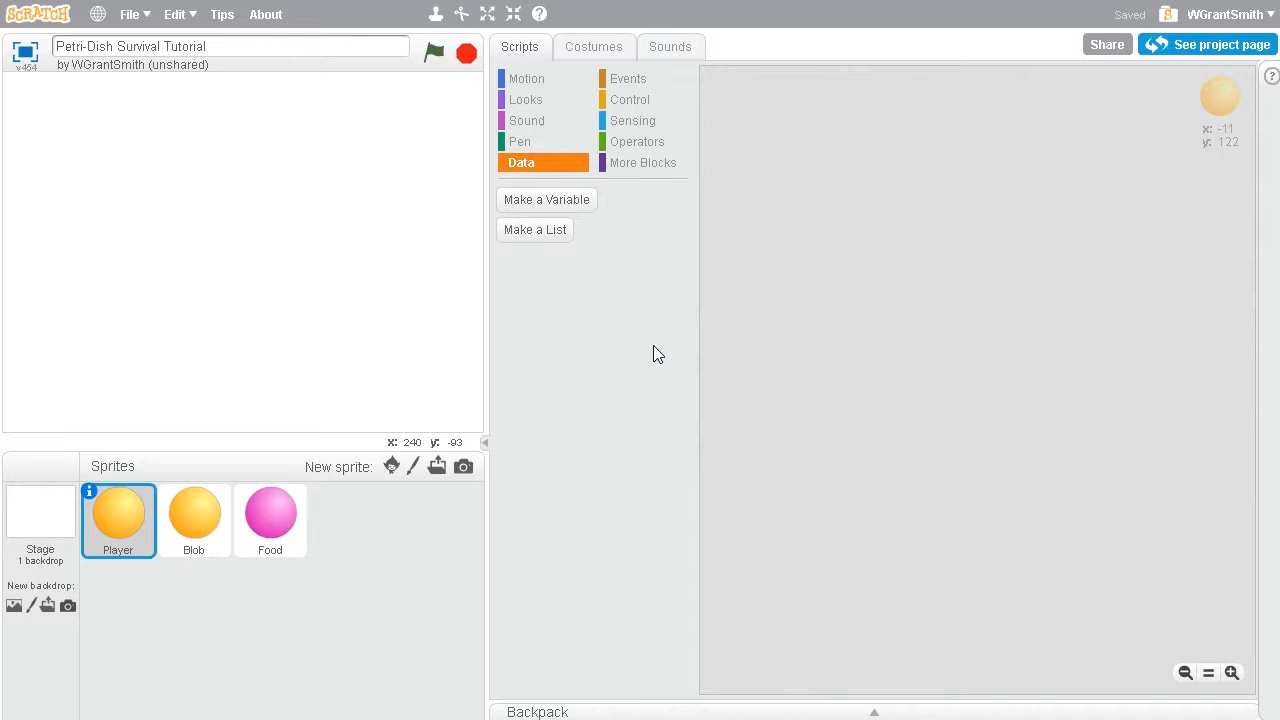 SCRATCH File Edit Tips About Saved S WGrantSmith
Petri-Dish Survival Tutorial
by WGrantSmith (unshared)
v454
Scripts Costumes Sounds
Share See project page
Motion Events
Looks Control
Sound Sensing
Pen Operators
Data More Blocks
Make a Variable
Make a List
x: -11
y: 122
x: 240 y: -93
Sprites New sprite:
Stage
1 backdrop
New backdrop:
Player Blob Food
Backpack